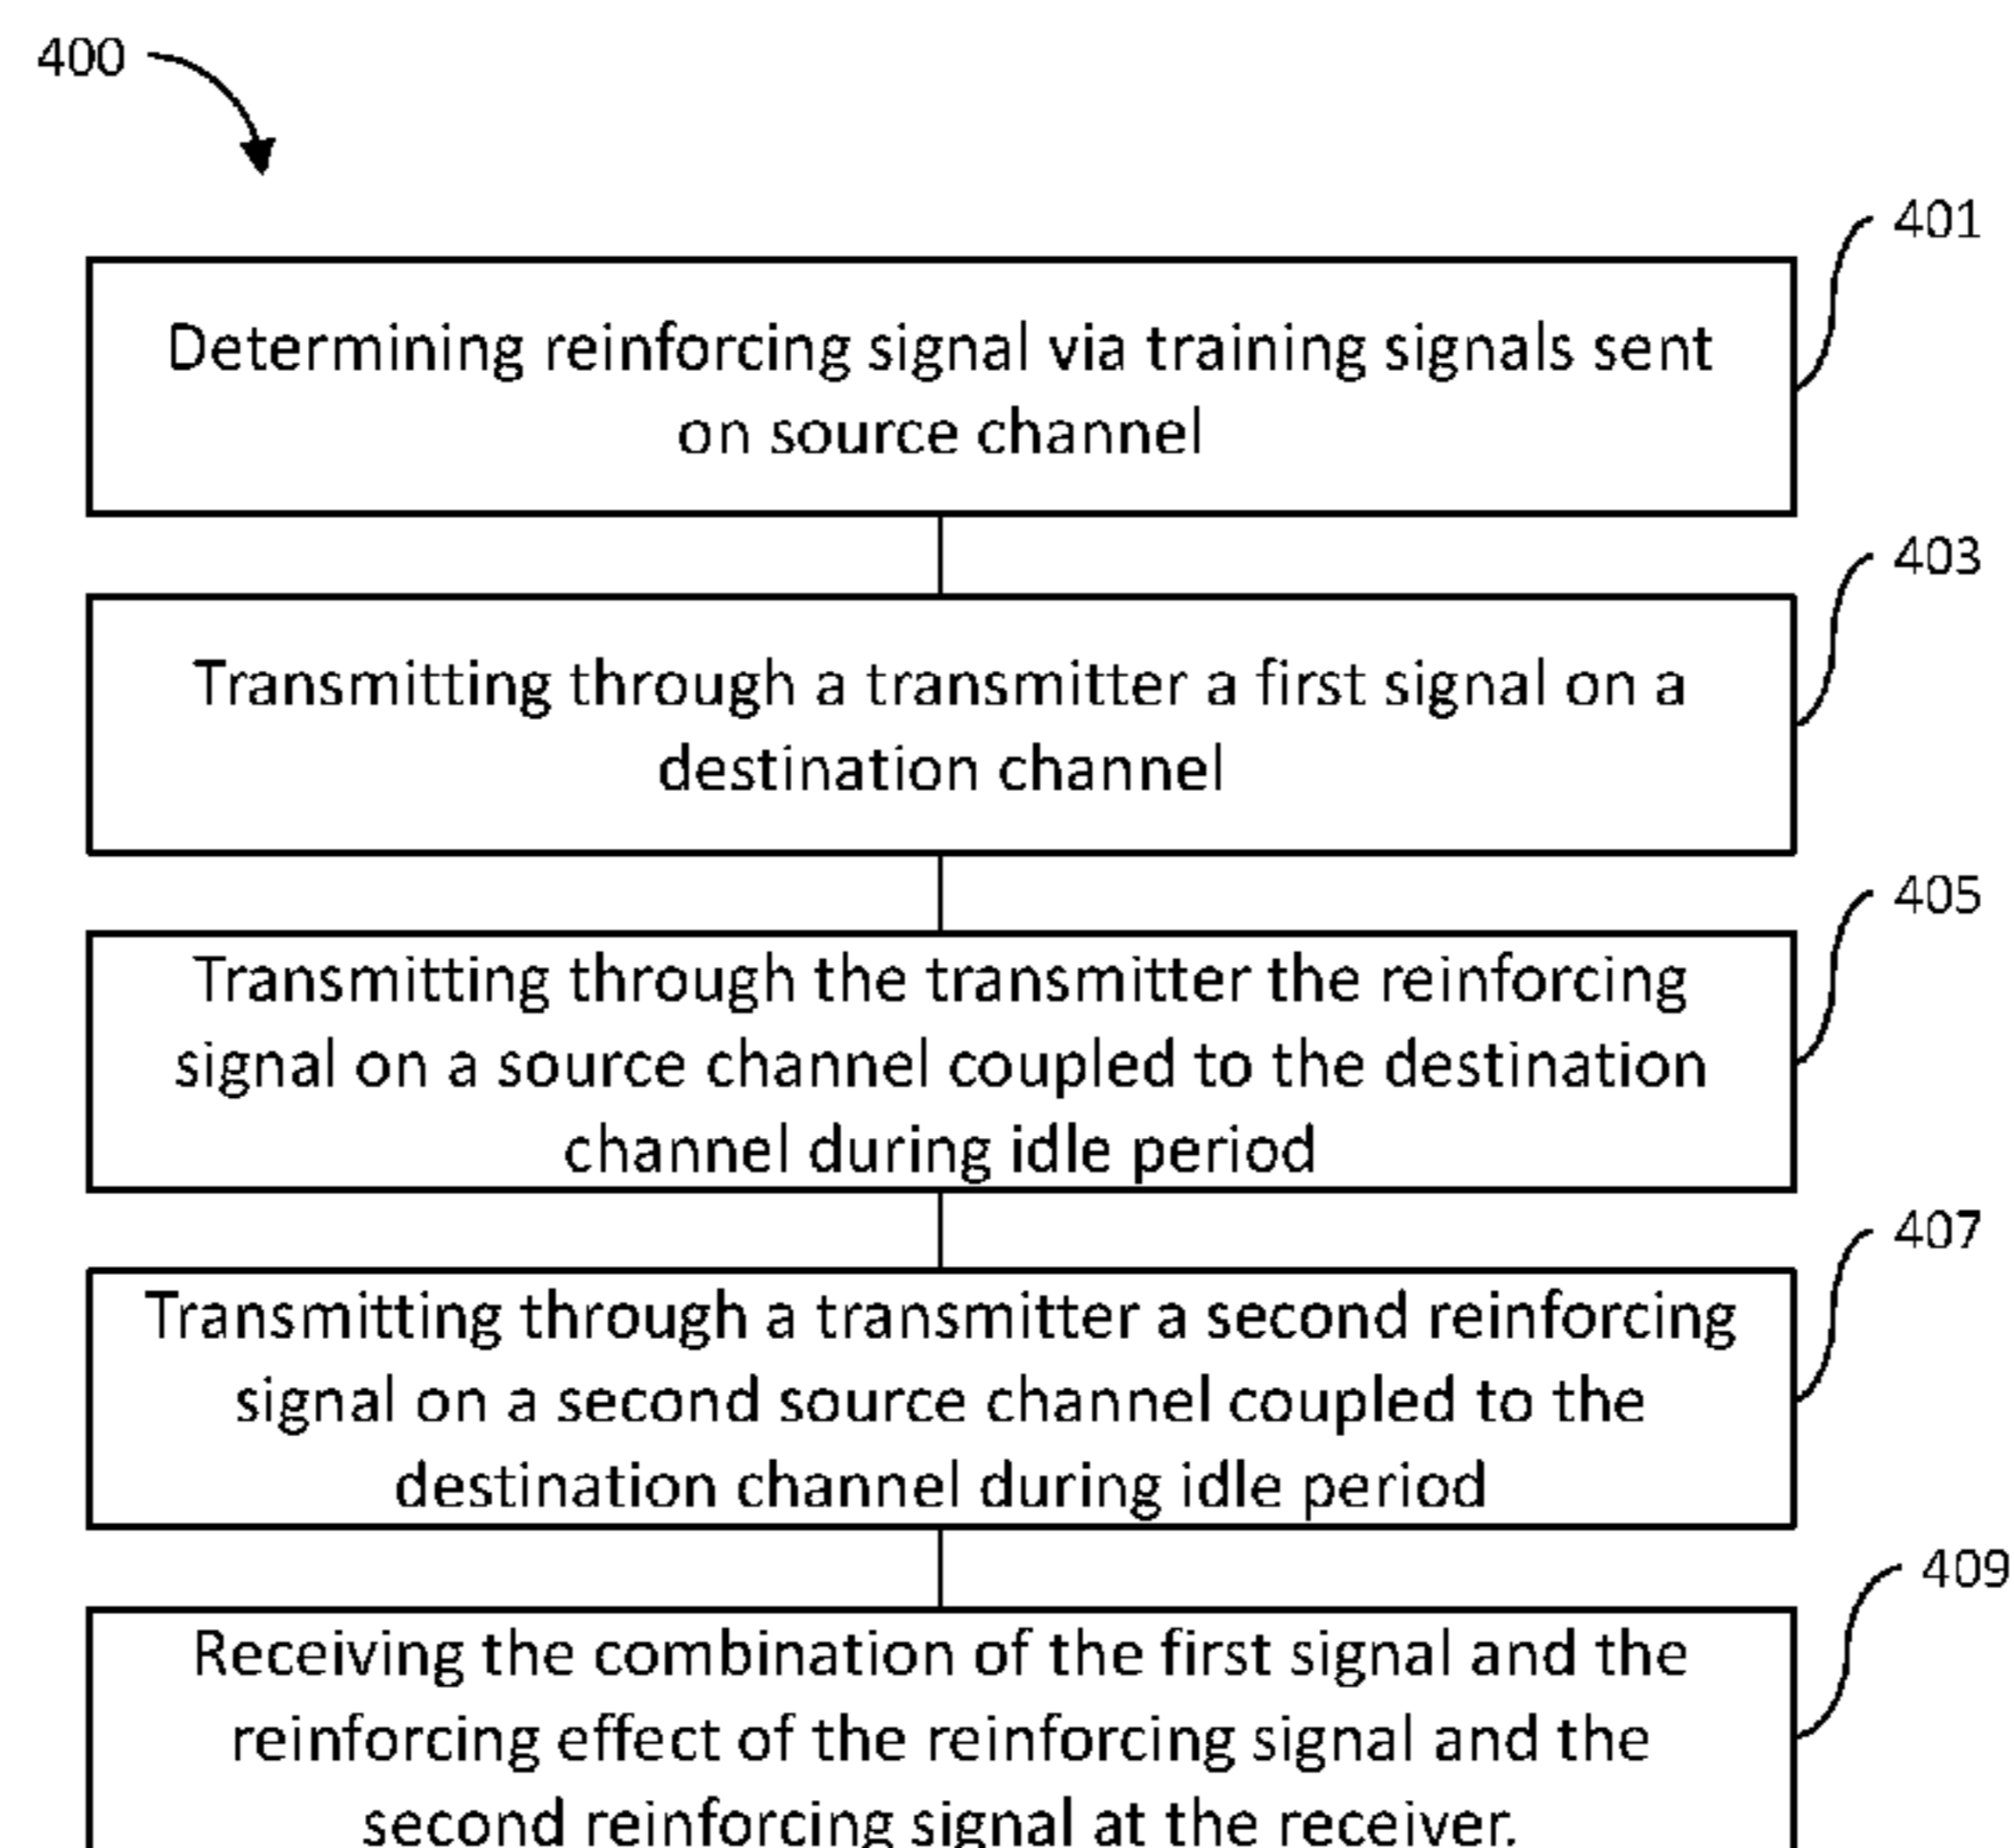 400
401
Determining reinforcing signal via training signals sent
on source channel
403
Transmitting through a transmitter a first signal on a
destination channel
405
Transmitting through the transmitter the reinforcing
signal on a source channel coupled to the destination
channel during idle period
407
Transmitting through a transmitter a second reinforcing
signal on a second source channel coupled to the
destination channel during idle period
409
Receiving the combination of the first signal and the
reinforcing effect of the reinforcing signal and the
second reinforcing signal at the receiver.